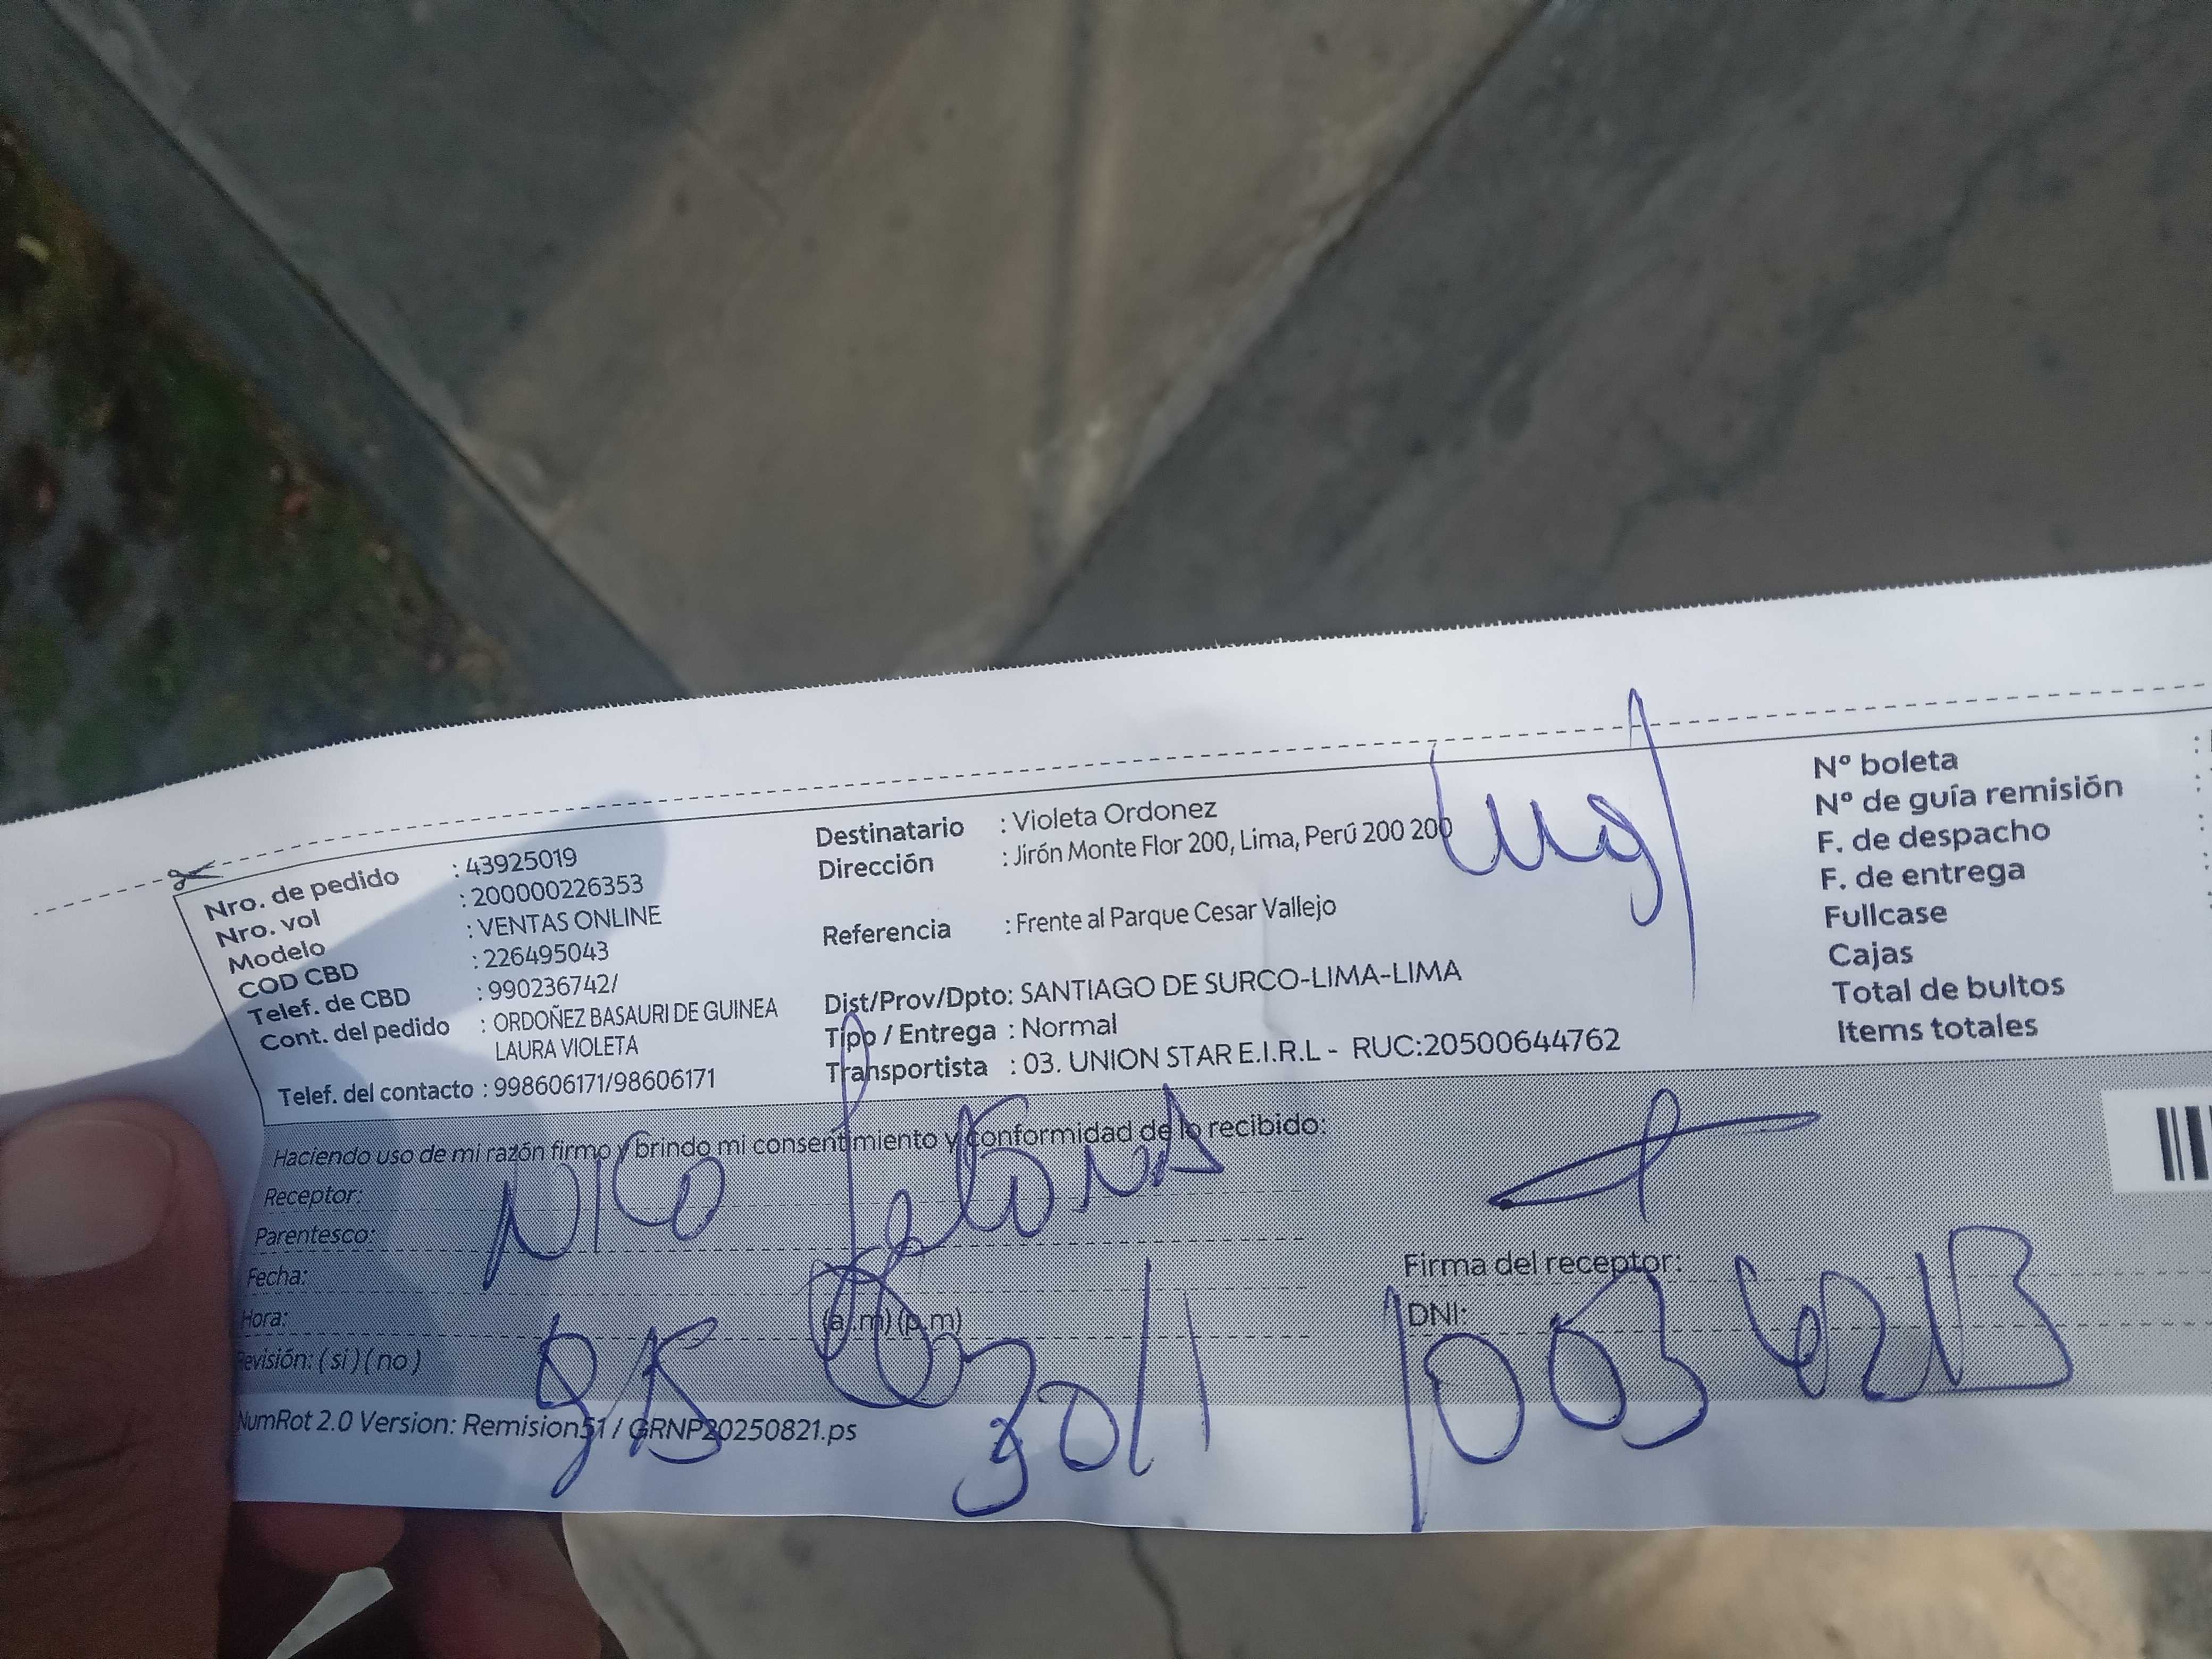 Nro. de pedido : 43925019
Nro. vol : 200000226353
Modelo : VENTAS ONLINE
COD CBD : 226495043
Telef. de CBD : 990236742/
Cont. del pedido : ORDOÑEZ BASAURI DE GUINEA
LAURA VIOLETA
Telef. del contacto : 998606171/98606171
Destinatario : Violeta Ordonez
Dirección : Jirón Monte Flor 200, Lima, Perú 200 200
Referencia : Frente al Parque Cesar Vallejo
Dist/Prov/Dpto: SANTIAGO DE SURCO-LIMA-LIMA
Tipo / Entrega : Normal
Transportista : 03. UNION STAR E.I.R.L - RUC:20500644762
Nº boleta :
Nº de guía remisión :
F. de despacho :
F. de entrega :
Fullcase
Cajas
Total de bultos
Items totales
Haciendo uso de mi razón firmo y brindo mi consentimiento y conformidad de lo recibido:
Receptor: NICO
Parentesco:
Fecha:
Hora: (a.m) (p.m)
Revisión: (si) (no)
Firma del receptor:
DNI:
NumRot 2.0 Version: Remision51 / GRNP20250821.ps